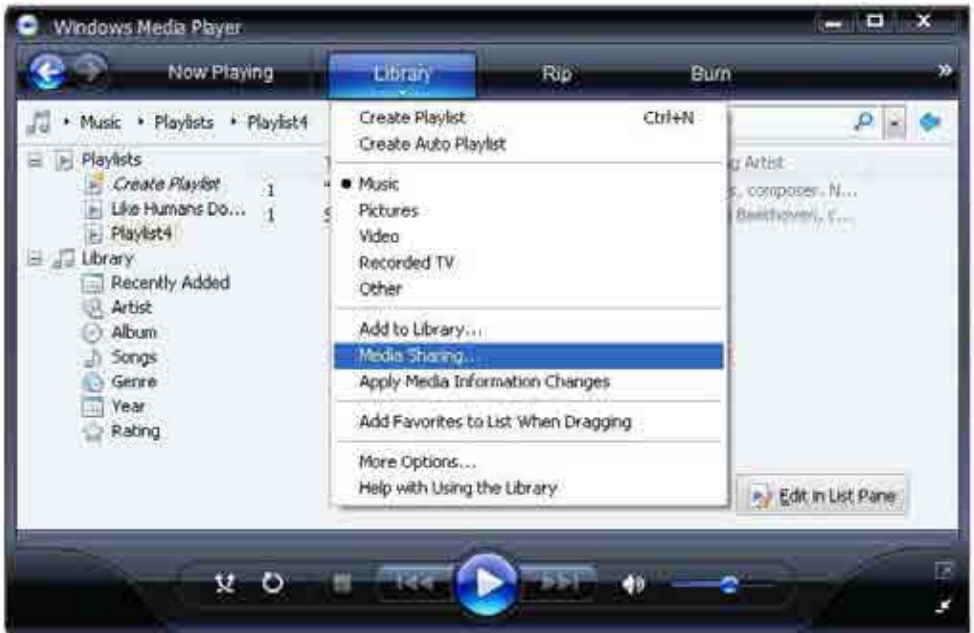 Windows Media Player
Now Playing
Library
Rip
Burn
»
Music ▸ Playlists ▸ Playlist4
Playlists
Create Playlist
Like Humans Do...
Playlist4
Library
Recently Added
Artist
Album
Songs
Genre
Year
Rating
1
1
Create Playlist Ctrl+N
Create Auto Playlist
Music
Pictures
Video
Recorded TV
Other
Add to Library...
Media Sharing...
Apply Media Information Changes
Add Favorites to List When Dragging
More Options...
Help with Using the Library
Artist
, composer. N...
Beethoven,
Edit in List Pane